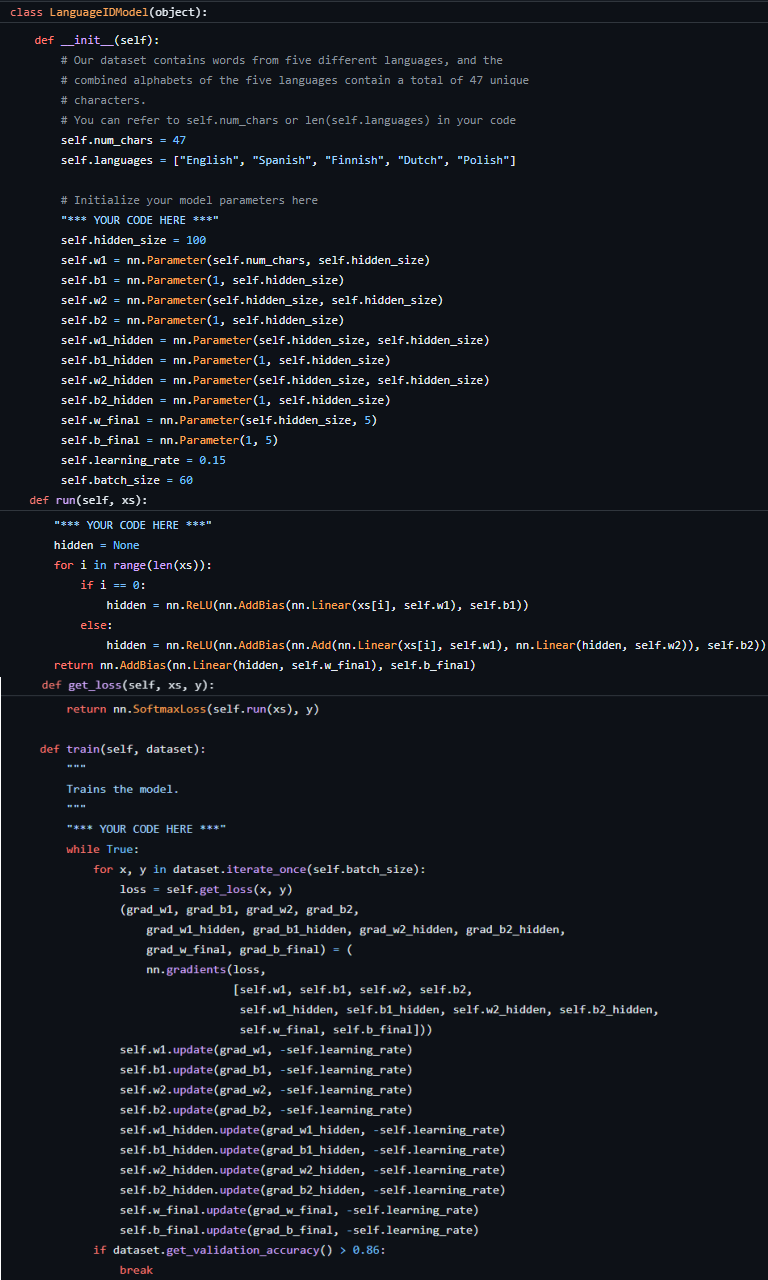 class LanguageIDModel(object):
def __init__(self):
# Our dataset contains words from five different languages, and the
# combined alphabets of the five languages contain a total of 47 unique
# characters.
# You can refer to self.num_chars or len(self.languages) in your code
self.num_chars = 47
self.languages = ["English", "Spanish", "Finnish", "Dutch", "Polish"]
# Initialize your model parameters here
"*** YOUR CODE HERE ***"
self.hidden_size = 100
self.w1 = nn.Parameter(self.num_chars, self.hidden_size)
self.b1 = nn.Parameter(1, self.hidden_size)
self.w2 = nn.Parameter(self.hidden_size, self.hidden_size)
self.b2 = nn.Parameter(1, self.hidden_size)
self.w1_hidden = nn.Parameter(self.hidden_size, self.hidden_size)
self.b1_hidden = nn.Parameter(1, self.hidden_size)
self.w2_hidden = nn.Parameter(self.hidden_size, self.hidden_size)
self.b2_hidden = nn.Parameter(1, self.hidden_size)
self.w_final = nn.Parameter(self.hidden_size, 5)
self.b_final = nn.Parameter(1, 5)
self.learning_rate = 0.15
self.batch_size = 60
def run(self, xs):
"*** YOUR CODE HERE ***"
hidden = None
for i in range(len(xs)):
if i == 0:
hidden = nn.ReLU(nn.AddBias(nn.Linear(xs[i], self.w1), self.b1))
else:
hidden = nn.ReLU(nn.AddBias(nn.Add(nn.Linear(xs[i], self.w1), nn.Linear(hidden, self.w2)), self.b2))
return nn.AddBias(nn.Linear(hidden, self.w_final), self.b_final)
def get_loss(self, xs, y):
return nn.SoftmaxLoss(self.run(xs), y)
def train(self, dataset):
"""
Trains the model.
"""
"*** YOUR CODE HERE ***"
while True:
for x, y in dataset.iterate_once(self.batch_size):
loss = self.get_loss(x, y)
(grad_w1, grad_b1, grad_w2, grad_b2,
grad_w1_hidden, grad_b1_hidden, grad_w2_hidden, grad_b2_hidden,
grad_w_final, grad_b_final) = (
nn.gradients(loss,
[self.w1, self.b1, self.w2, self.b2,
self.w1_hidden, self.b1_hidden, self.w2_hidden, self.b2_hidden,
self.w_final, self.b_final]))
self.w1.update(grad_w1, -self.learning_rate)
self.b1.update(grad_b1, -self.learning_rate)
self.w2.update(grad_w2, -self.learning_rate)
self.b2.update(grad_b2, -self.learning_rate)
self.w1_hidden.update(grad_w1_hidden, -self.learning_rate)
self.b1_hidden.update(grad_b1_hidden, -self.learning_rate)
self.w2_hidden.update(grad_w2_hidden, -self.learning_rate)
self.b2_hidden.update(grad_b2_hidden, -self.learning_rate)
self.w_final.update(grad_w_final, -self.learning_rate)
self.b_final.update(grad_b_final, -self.learning_rate)
if dataset.get_validation_accuracy() > 0.86:
break